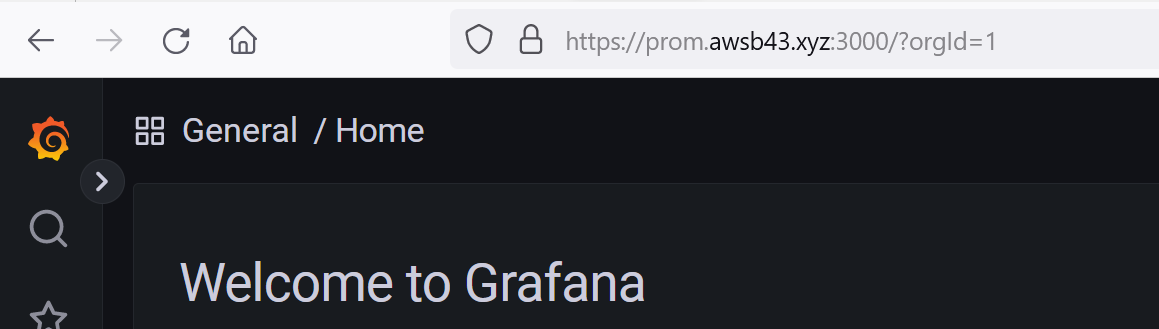 https://prom.awsb43.xyz:3000/?orgId=1
General / Home
Welcome to Grafana